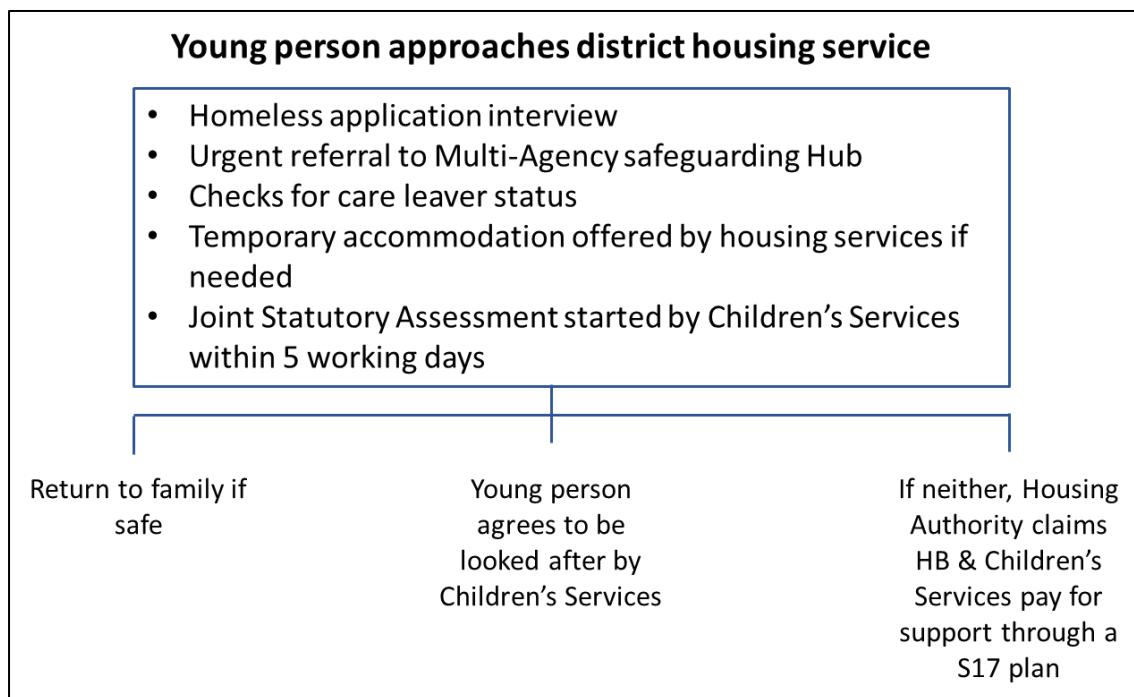 Young person approaches district housing service
• Homeless application interview
• Urgent referral to Multi-Agency safeguarding Hub
• Checks for care leaver status
• Temporary accommodation offered by housing services if
needed
• Joint Statutory Assessment started by Children’s Services
within 5 working days
Return to family if
safe
Young person
agrees to be
looked after by
Children’s Services
If neither, Housing
Authority claims
HB & Children’s
Services pay for
support through a
S17 plan